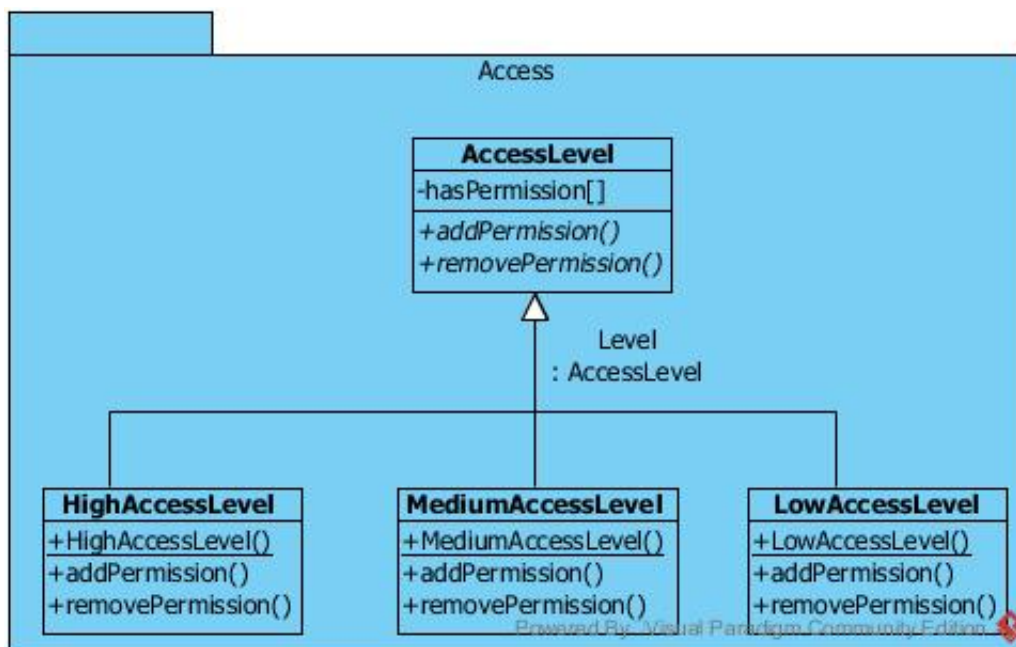 Access
AccessLevel
-hasPermission[]
+addPermission()
+removePermission()
Level
: AccessLevel
HighAccessLevel
+HighAccessLevel()
+addPermission()
+removePermission()
MediumAccessLevel
+MediumAccessLevel()
+addPermission()
+removePermission()
LowAccessLevel
+LowAccessLevel()
+addPermission()
+removePermission()
Powered By Visual Paradigm Community Edition